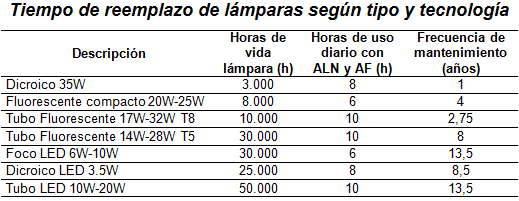 Tiempo de reemplazo de lámparas según tipo y tecnología
Descripción Horas de vida lámpara (h) Horas de uso diario con ALN y AF (h) Frecuencia de mantenimiento (años)
Dicroico 35W 3.000 8 1
Fluorescente compacto 20W-25W 8.000 6 4
Tubo Fluorescente 17W-32W T8 10.000 10 2,75
Tubo Fluorescente 14W-28W T5 30.000 10 8
Foco LED 6W-10W 30.000 6 13,5
Dicroico LED 3.5W 25.000 8 8,5
Tubo LED 10W-20W 50.000 10 13,5